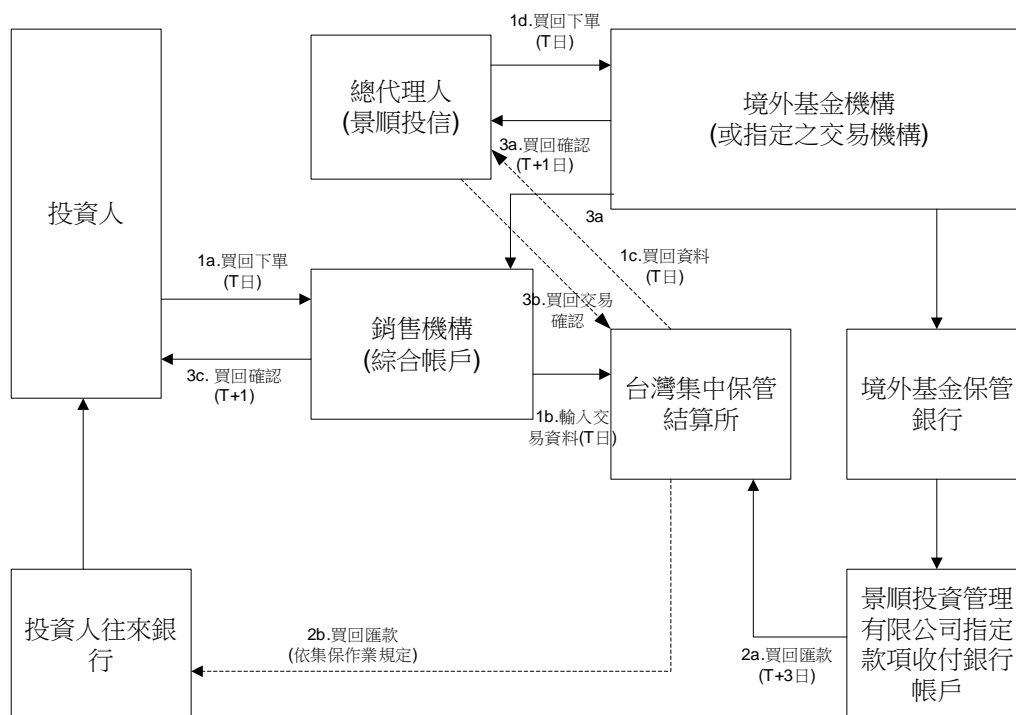 1d.買回下單
(T日)
總代理人
(景順投信)
境外基金機構
(或指定之交易機構)
3a.買回確認
(T+1日)
投資人
3a
1a.買回下單
(T日)
1c.買回資料
(T日)
銷售機構
(綜合帳戶)
3b.買回交易
確認
3c. 買回確認
(T+1)
台灣集中保管
結算所
境外基金保管
銀行
1b.輸入交
易資料(T日)
投資人往來銀
行
2b.買回匯款
(依集保作業規定)
2a.買回匯款
(T+3日)
景順投資管理
有限公司指定
款項收付銀行
帳戶